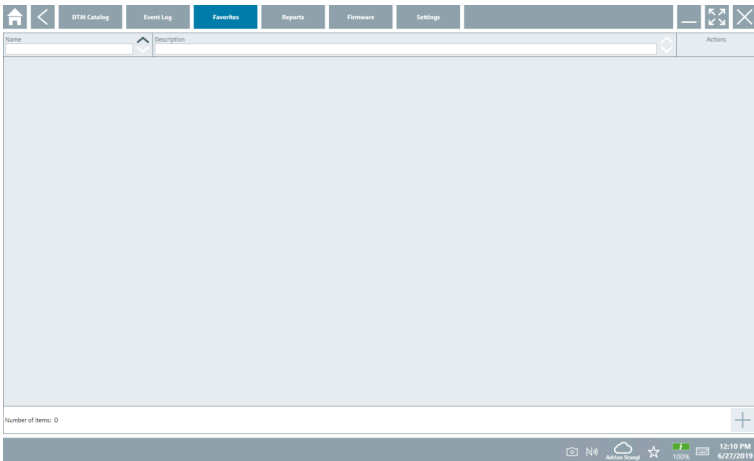 DTM Catalog
Event Log
Favorites
Reports
Firmware
Settings
Name
Description
Actions
Number of items: 0
Adrian Stangl
100%
12:10 PM
6/27/2019